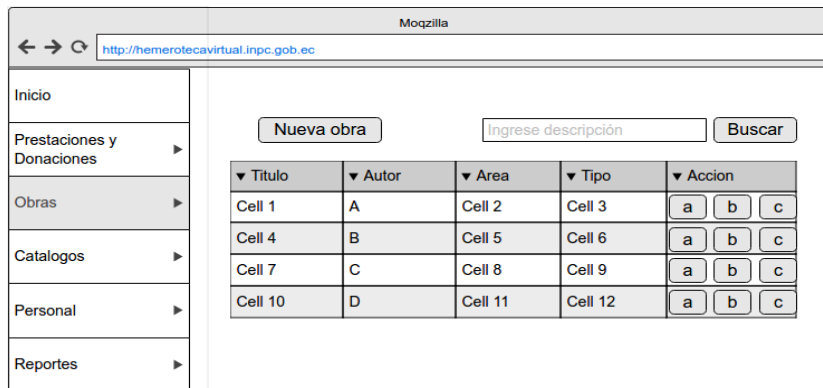 Moqzilla
http://hemerotecavirtual.inpc.gob.ec
Inicio
Prestaciones y
Donaciones
Obras
Catalogos
Personal
Reportes
Nueva obra
Ingrese descripción
Buscar
Titulo Autor Area Tipo Accion
Cell 1 A Cell 2 Cell 3 a b c
Cell 4 B Cell 5 Cell 6 a b c
Cell 7 C Cell 8 Cell 9 a b c
Cell 10 D Cell 11 Cell 12 a b c